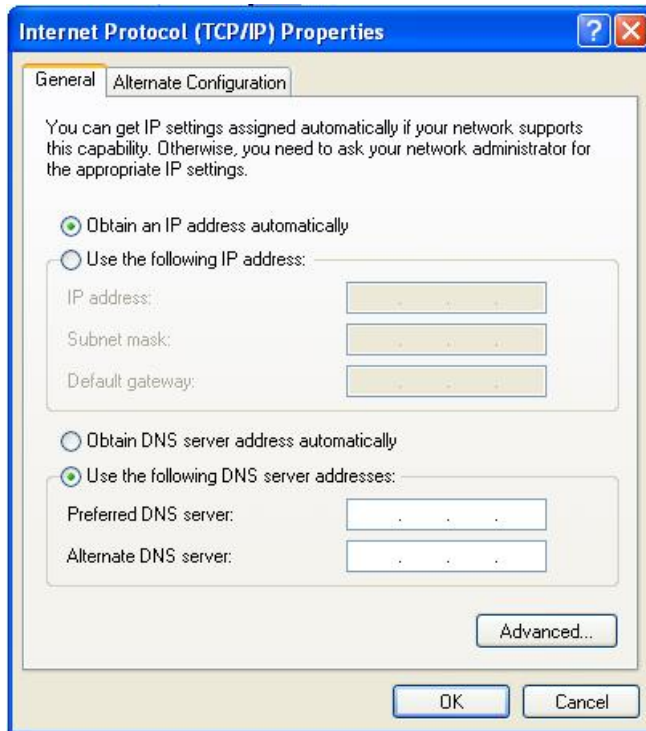 Internet Protocol (TCP/IP) Properties
General
Alternate Configuration
You can get IP settings assigned automatically if your network supports
this capability. Otherwise, you need to ask your network administrator for
the appropriate IP settings.
Obtain an IP address automatically
Use the following IP address:
IP address:
Subnet mask:
Default gateway:
Obtain DNS server address automatically
Use the following DNS server addresses:
Preferred DNS server:
Alternate DNS server:
Advanced...
OK
Cancel